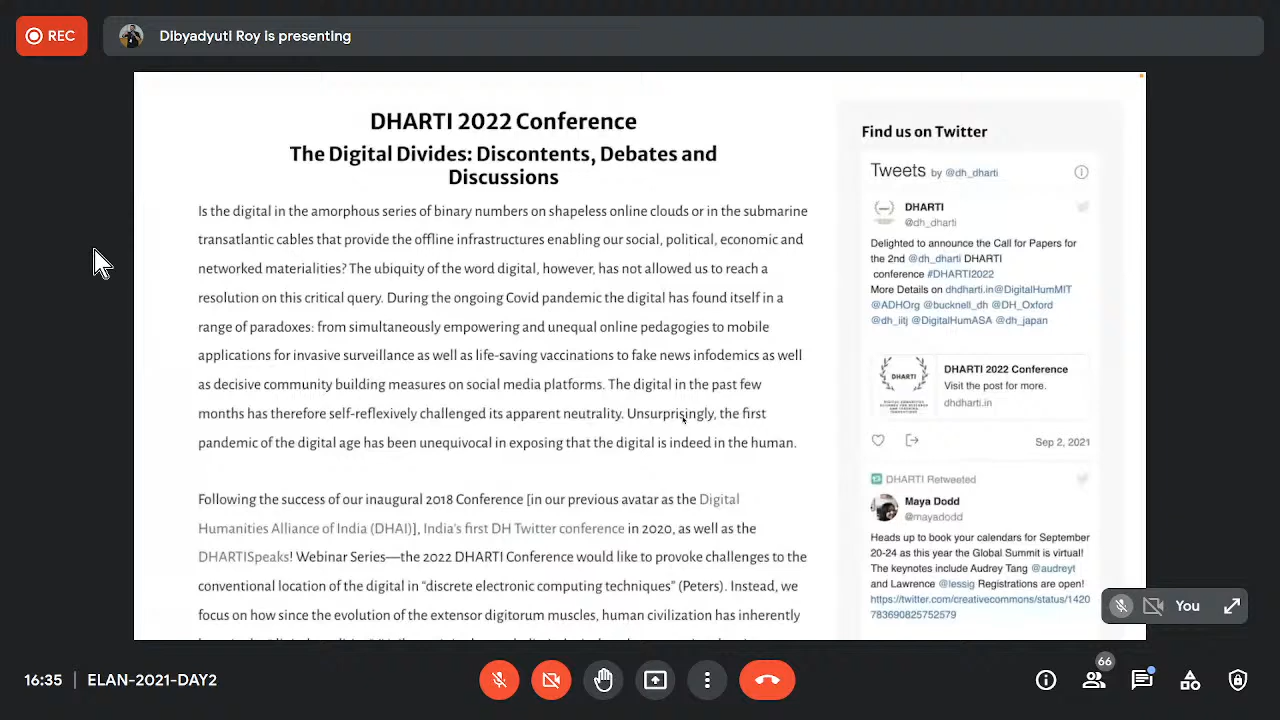 REC
Dibyadyuti Roy is presenting
DHARTI 2022 Conference
The Digital Divides: Discontents, Debates and
Discussions
Is the digital in the amorphous series of binary numbers on shapeless online clouds or in the submarine
transatlantic cables that provide the offline infrastructures enabling our social, political, economic and
networked materialities? The ubiquity of the word digital, however, has not allowed us to reach a
resolution on this critical query. During the ongoing Covid pandemic the digital has found itself in a
range of paradoxes: from simultaneously empowering and unequal online pedagogies to mobile
applications for invasive surveillance as well as life-saving vaccinations to fake news infodemics as well
as decisive community building measures on social media platforms. The digital in the past few
months has therefore self-reflexively challenged its apparent neutrality. Unsurprisingly, the first
pandemic of the digital age has been unequivocal in exposing that the digital is indeed in the human.
Following the success of our inaugural 2018 Conference [in our previous avatar as the Digital
Humanities Alliance of India (DHAI)], India's first DH Twitter conference in 2020, as well as the
DHARTISpeaks! Webinar Series—the 2022 DHARTI Conference would like to provoke challenges to the
conventional location of the digital in “discrete electronic computing techniques” (Peters). Instead, we
focus on how since the evolution of the extensor digitorum muscles, human civilization has inherently
Find us on Twitter
Tweets by @dh_dharti
DHARTI
@dh_dharti
Delighted to announce the Call for Papers for
the 2nd @dh_dharti DHARTI
conference #DHARTI2022
More Details on dhdharti.in@DigitalHumMIT
@ADHOrg @bucknell_dh @DH_Oxford
@dh_iitj @DigitalHumASA @dh_japan
DHARTI
DHARTI 2022 Conference
Visit the post for more.
dhdharti.in
Sep 2, 2021
DHARTI Retweeted
Maya Dodd
@mayadodd
Heads up to book your calendars for September
20-24 as this year the Global Summit is virtual!
The keynotes include Audrey Tang @audreyt
and Lawrence @lessig Registrations are open!
https://twitter.com/creativecommons/status/1420
783690825752579
You
16:35 | ELAN-2021-DAY2
66